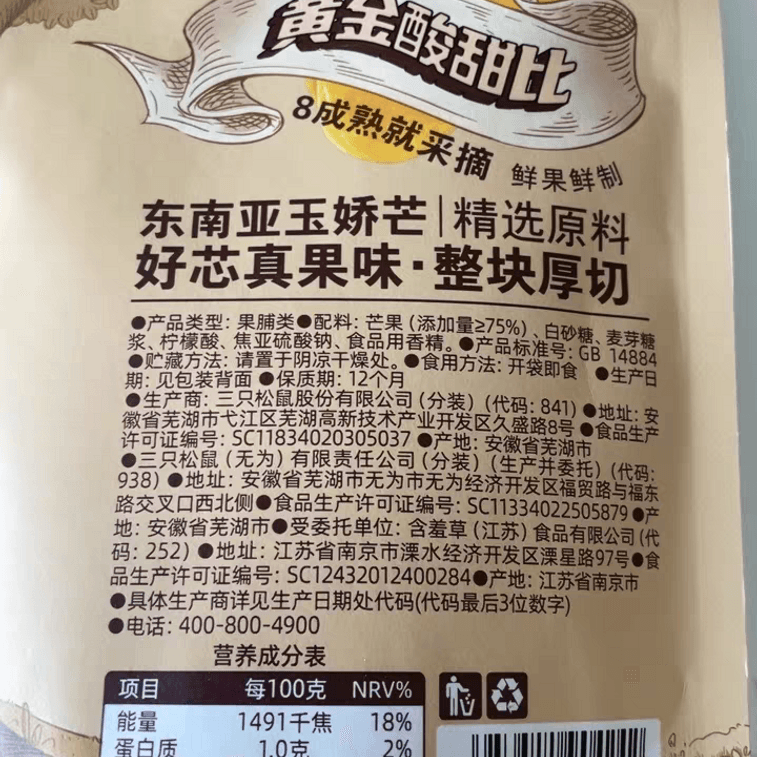 黄金酸甜比
8成熟就采摘 鲜果鲜制
东南亚玉娇芒|精选原料
好芯真果味·整块厚切
●产品类型: 果脯类●配料: 芒果 (添加量≥75%) 、白砂糖、麦芽糖
浆、柠檬酸、焦亚硫酸钠、食品用香精。●产品标准号: GB 14884
●贮藏方法: 请置于阴凉干燥处。●食用方法: 开袋即食 ●生产日
期: 见包装背面 ●保质期: 12个月
●生产商: 三只松鼠股份有限公司 (分装) (代码: 841) ●地址: 安
徽省芜湖市弋江区芜湖高新技术产业开发区久盛路8号 ●食品生产
许可证编号: SC11834020305037 ●产地: 安徽省芜湖市
●三只松鼠 (无为) 有限责任公司 (分装) (生产并委托) (代码:
938) ●地址: 安徽省芜湖市无为市无为经济开发区福贸路与福东
路交叉口西北侧●食品生产许可证编号: SC11334022505879 ●产
地: 安徽省芜湖市●受委托单位: 含羞草 (江苏) 食品有限公司 (代
码: 252) ●地址: 江苏省南京市溧水经济开发区溧星路97号●食
品生产许可证编号: SC12432012400284●产地: 江苏省南京市
●具体生产商详见生产日期处代码(代码最后3位数字)
●电话: 400-800-4900
营养成分表
项目 每100克 NRV%
能量 1491千焦 18%
蛋白质 1.0克 2%